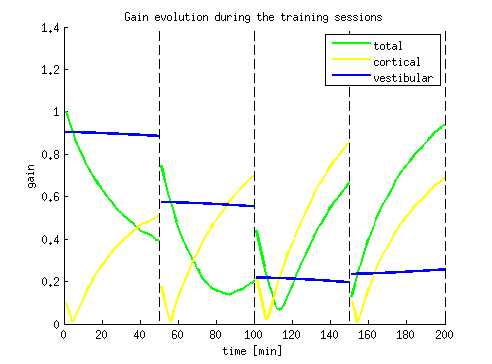 Gain evolution during the training sessions
1.4
1.2
1
0.8
0.6
0.4
0.2
0
gain
total
cortical
vestibular
0 20 40 60 80 100 120 140 160 180 200
time [min]